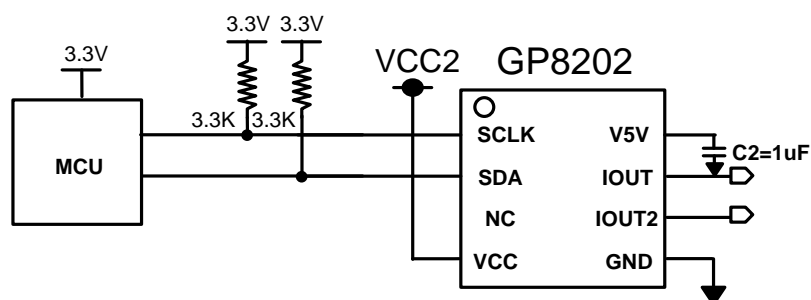 3.3V 3.3V
3.3V
VCC2
GP8202
3.3K 3.3K
MCU
SCLK
V5V
C2=1uF
SDA
IOUT
NC
IOUT2
VCC
GND